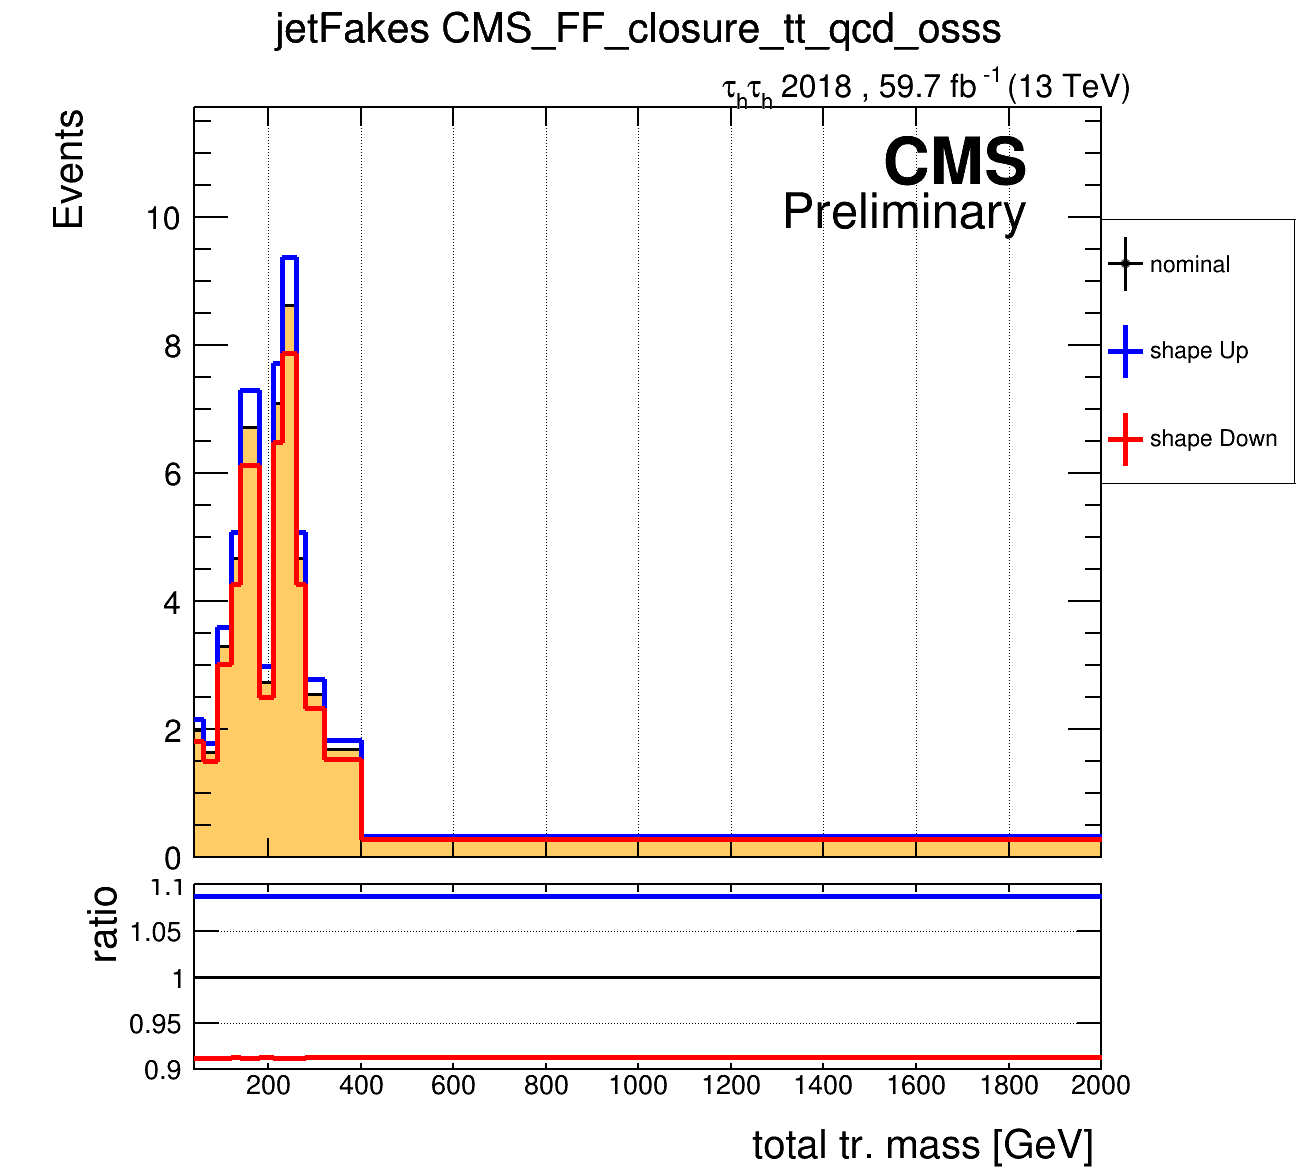 jetFakes CMS_FF_closure_tt_qcd_osss
τhτh 2018 , 59.7 fb -1 (13 TeV)
Events
CMS
Preliminary
10
8
6
4
2
0
nominal
shape Up
shape Down
ratio
1.1
1.05
1
0.95
0.9
200 400 600 800 1000 1200 1400 1600 1800 2000
total tr. mass [GeV]